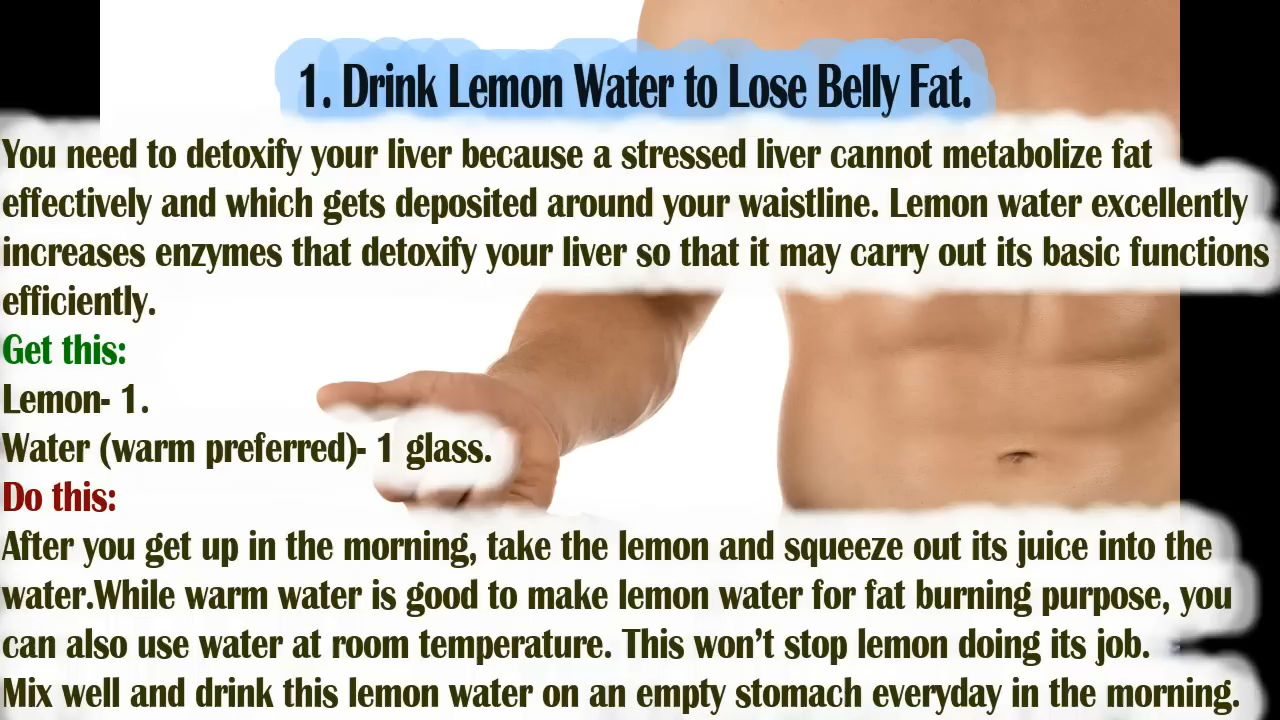 1. Drink Lemon Water to Lose Belly Fat.
You need to detoxify your liver because a stressed liver cannot metabolize fat
effectively and which gets deposited around your waistline. Lemon water excellently
increases enzymes that detoxify your liver so that it may carry out its basic functions
efficiently.
Get this:
Lemon- 1.
Water (warm preferred)- 1 glass.
Do this:
After you get up in the morning, take the lemon and squeeze out its juice into the
water.While warm water is good to make lemon water for fat burning purpose, you
can also use water at room temperature. This won’t stop lemon doing its job.
Mix well and drink this lemon water on an empty stomach everyday in the morning.